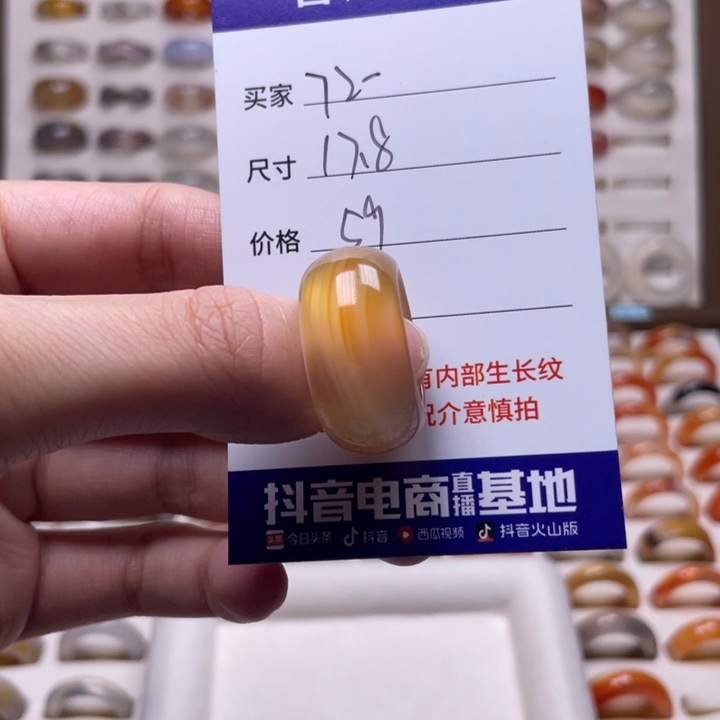 买家 72-
尺寸 17.8
价格 59
有内部生长纹
况介意慎拍
抖音电商直播基地
今日头条 抖音 西瓜视频 抖音火山版